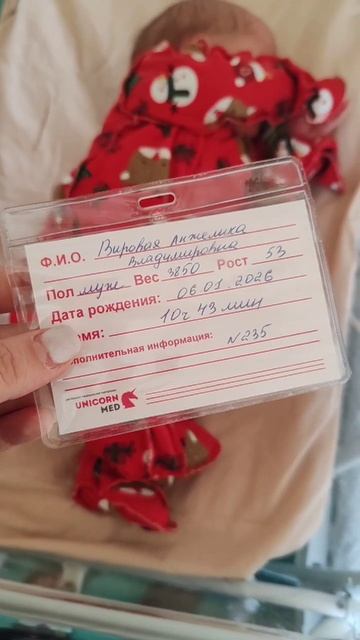 Ф.И.О. Вировая Анжелика
Владимировна
Пол муж Вес 3850 Рост 53
Дата рождения: 06.01.2026
емя: 10ч 43 мин
полнительная информация: N235
UNICORN
MED